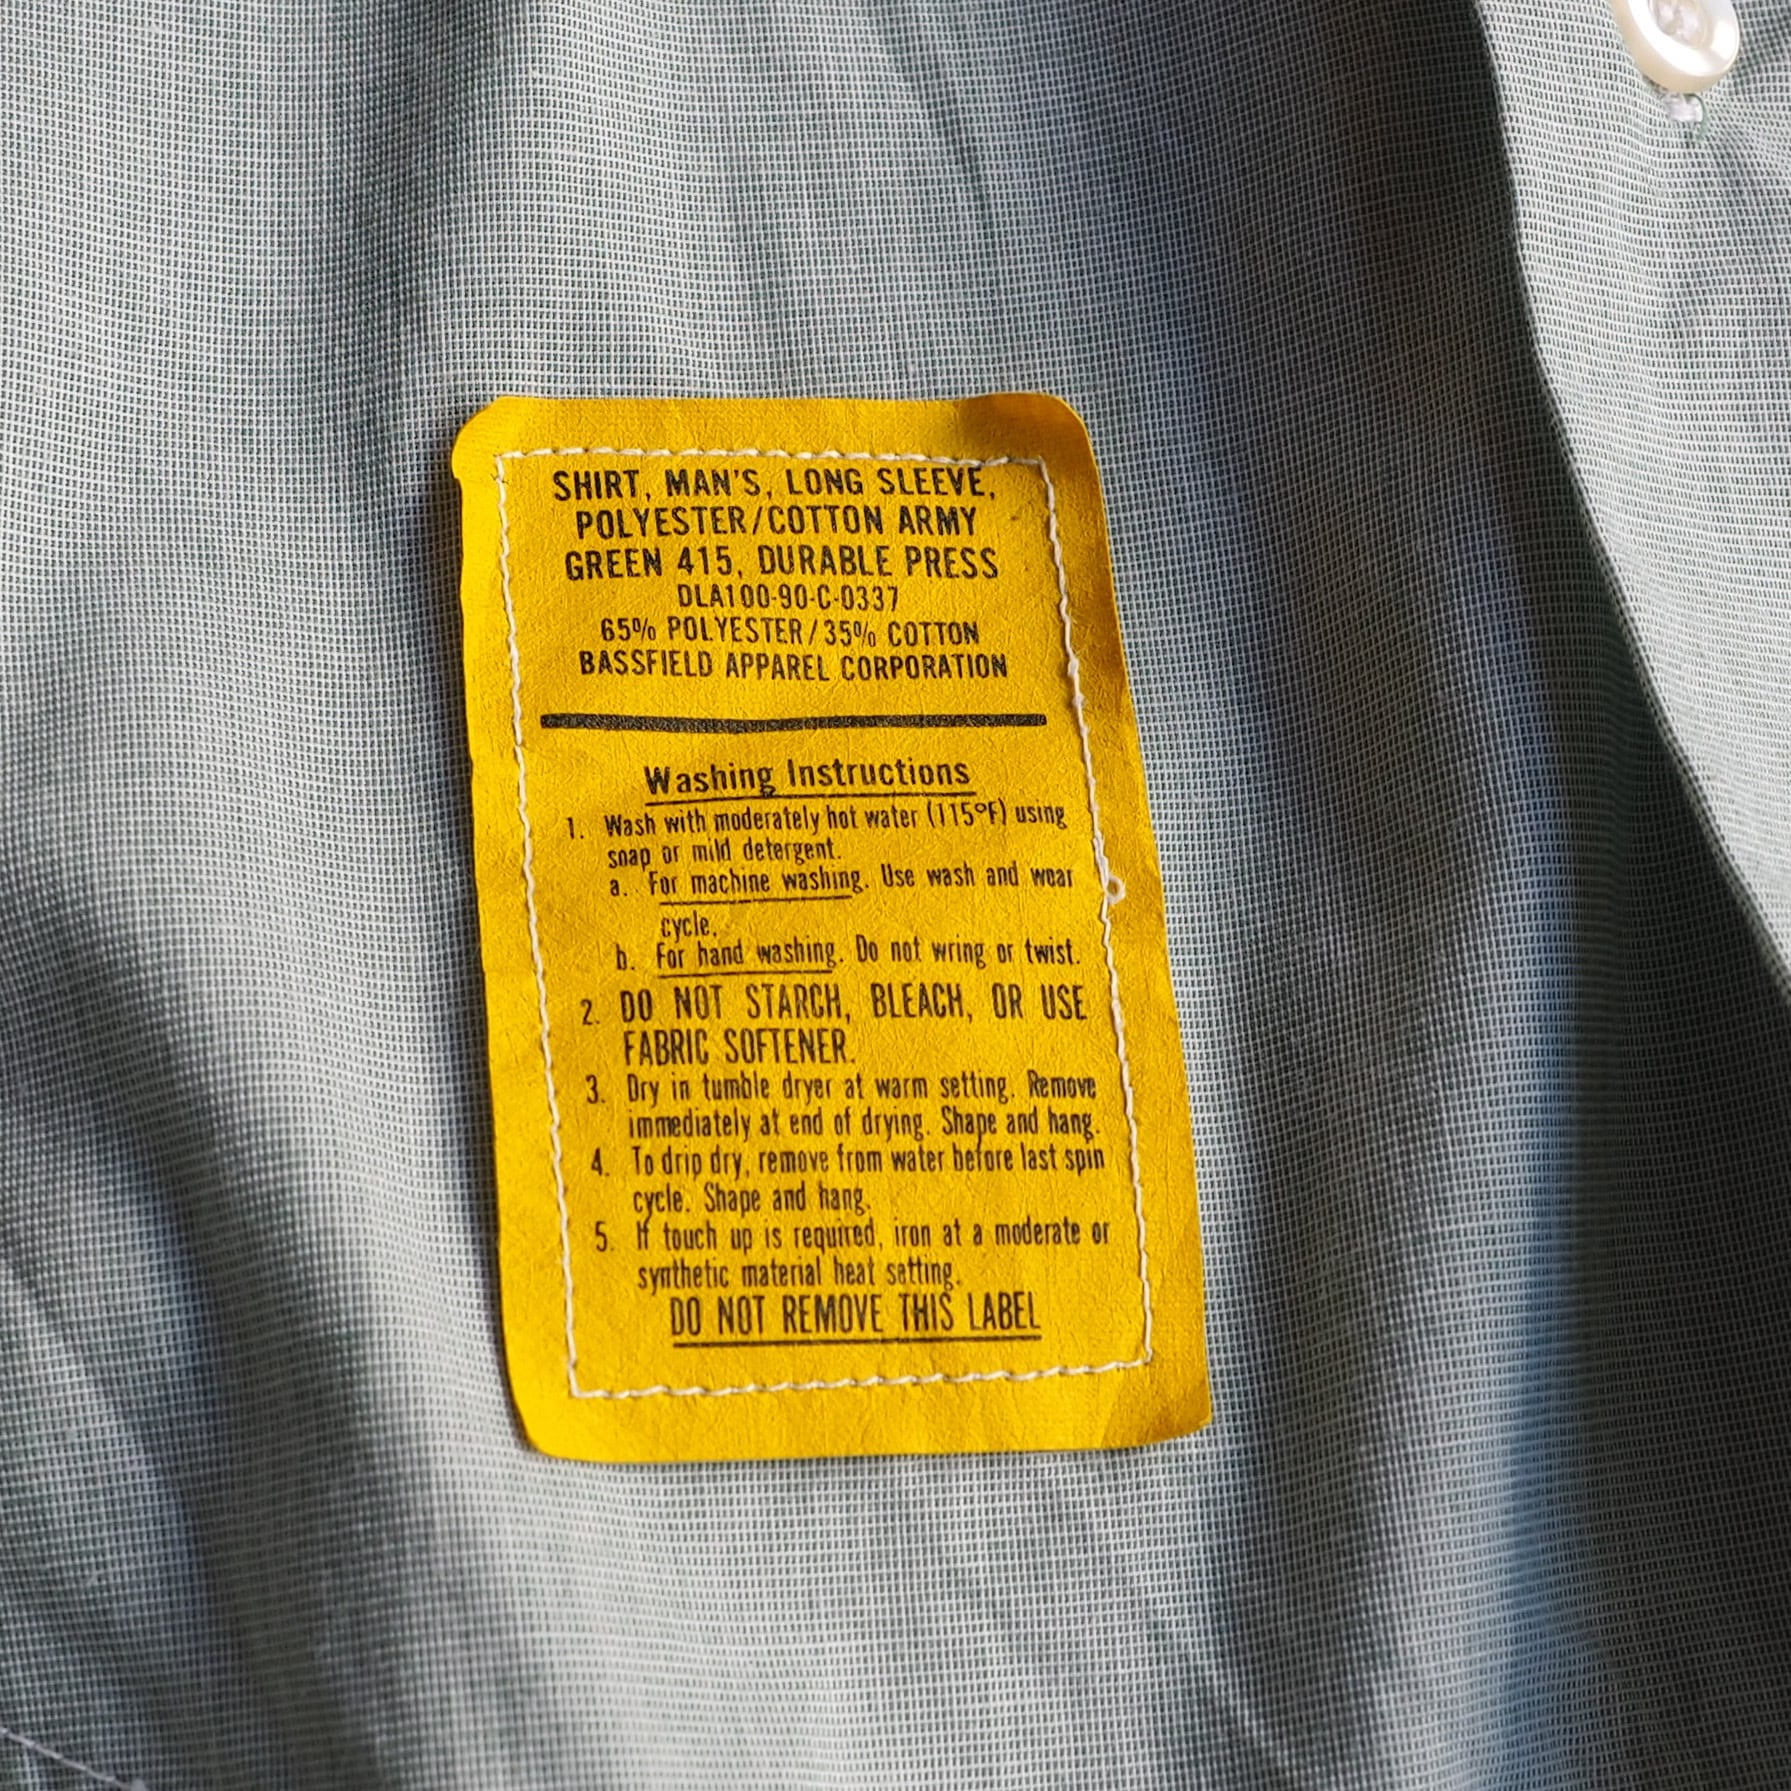 SHIRT, MAN'S, LONG SLEEVE,
POLYESTER/COTTON ARMY
GREEN 415, DURABLE PRESS
DLA100-90-C-0337
65% POLYESTER/35% COTTON
BASSFIELD APPAREL CORPORATION
Washing Instructions
1. Wash with moderately hot water (115°F) using
soap or mild detergent.
a. For machine washing. Use wash and wear
cycle.
b. For hand washing. Do not wring or twist.
2. DO NOT STARCH, BLEACH, OR USE
FABRIC SOFTENER.
3. Dry in tumble dryer at warm setting. Remove
immediately at end of drying. Shape and hang.
4. To drip dry, remove from water before last spin
cycle. Shape and hang.
5. If touch up is required, iron at a moderate or
synthetic material heat setting.
DO NOT REMOVE THIS LABEL